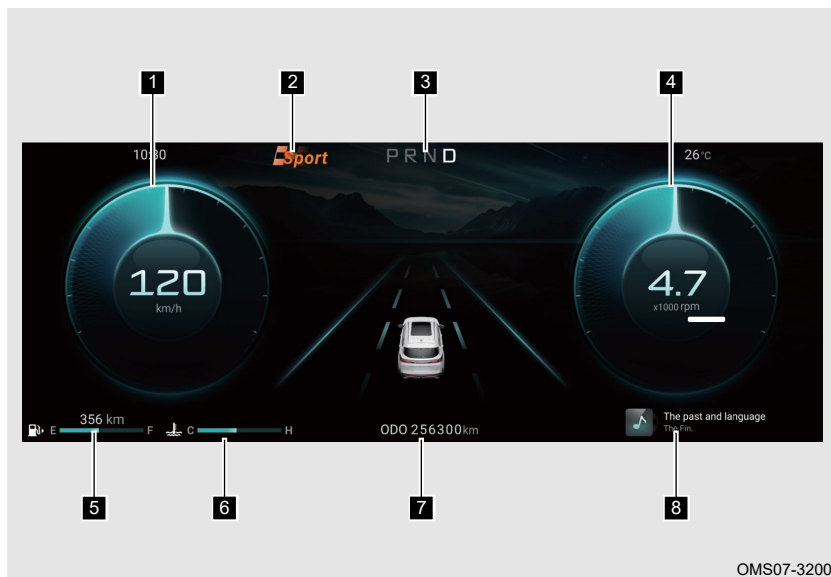 1
2
3
4
10:30
Sport
P R N D
26°C
120
km/h
4.7
x1000 rpm
356 km
E
F
C
H
ODO 256300km
The past and language
The Fin.
5
6
7
8
OMS07-3200